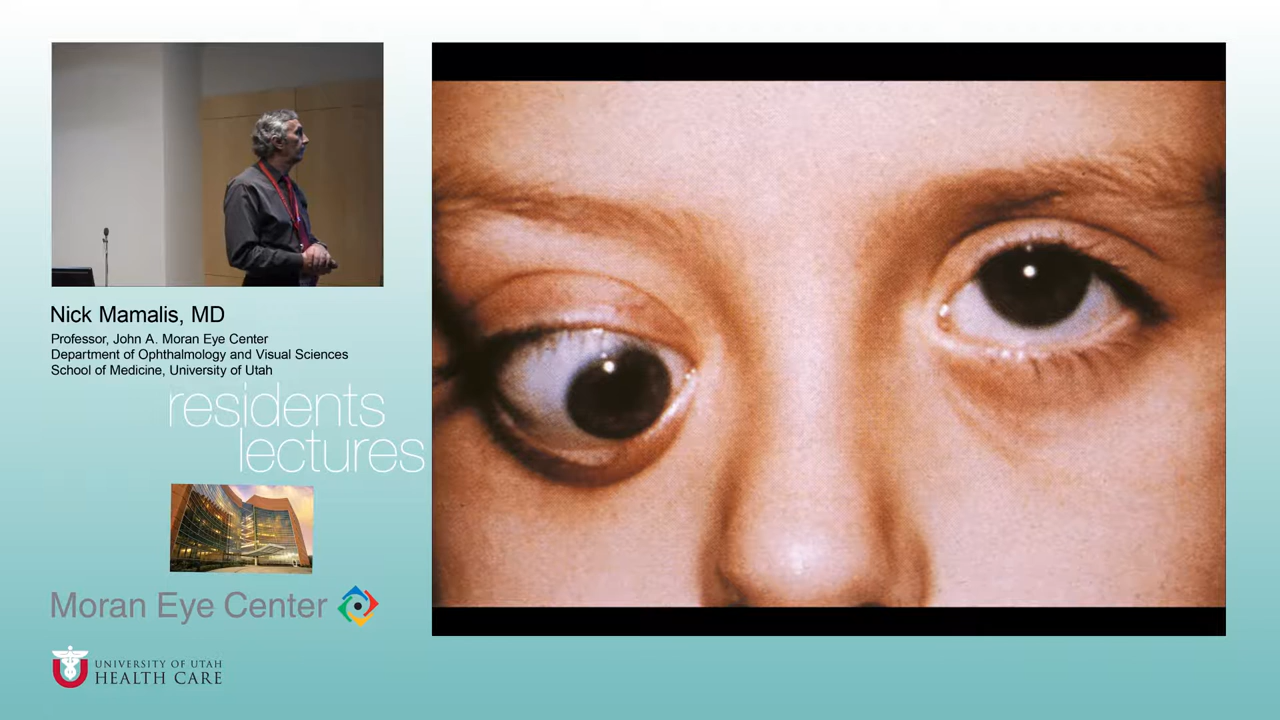 Nick Mamalis, MD
Professor, John A. Moran Eye Center
Department of Ophthalmology and Visual Sciences
School of Medicine, University of Utah
residents
lectures
Moran Eye Center
UNIVERSITY OF UTAH
HEALTH CARE